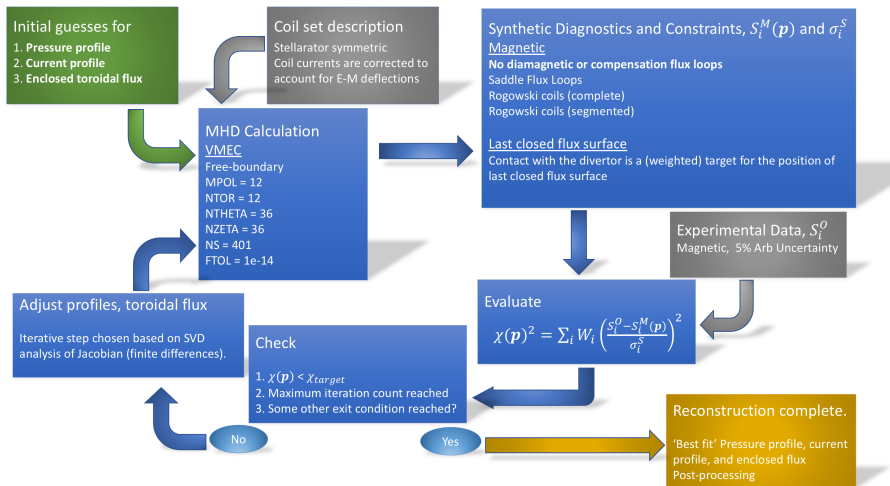 Initial guesses for
1. Pressure profile
2. Current profile
3. Enclosed toroidal flux
Coil set description
Stellarator symmetric
Coil currents are corrected to
account for E-M deflections
Synthetic Diagnostics and Constraints, S_i^M(p) and σ_i^S
Magnetic
No diamagnetic or compensation flux loops
Saddle Flux Loops
Rogowski coils (complete)
Rogowski coils (segmented)
Last closed flux surface
Contact with the divertor is a (weighted) target for the position of
last closed flux surface
MHD Calculation
VMEC
Free-boundary
MPOL = 12
NTOR = 12
NTHETA = 36
NZETA = 36
NS = 401
FTOL = 1e-14
Experimental Data, S_i^O
Magnetic, 5% Arb Uncertainty
Evaluate
χ(p)^2 = ∑_i W_i ((S_i^O − S_i^M(p)) / σ_i^S)^2
Adjust profiles, toroidal flux
Iterative step chosen based on SVD
analysis of Jacobian (finite differences).
Check
1. χ(p) < χ_target
2. Maximum iteration count reached
3. Some other exit condition reached?
No
Yes
Reconstruction complete.
‘Best fit’ Pressure profile, current
profile, and enclosed flux
Post-processing